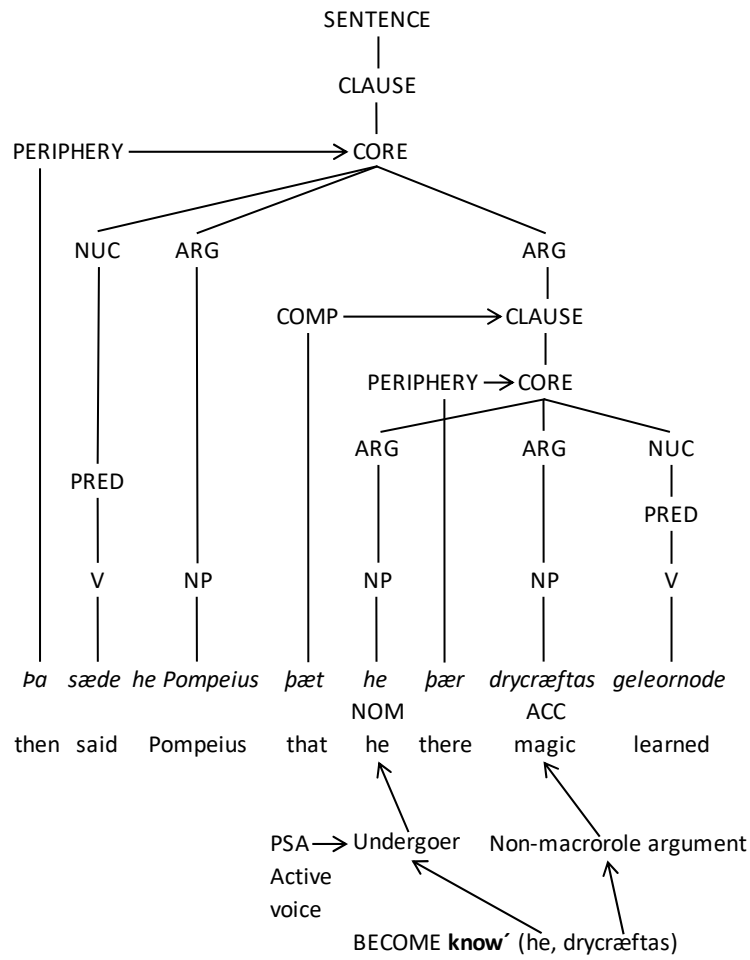 SENTENCE
CLAUSE
PERIPHERY CORE
NUC ARG ARG
COMP CLAUSE
PERIPHERY CORE
ARG ARG NUC
PRED
PRED
V NP NP NP V
Þa sæde he Pompeius þæt he þær drycræftas geleornode
NOM ACC
then said Pompeius that he there magic learned
PSA Undergoer Non-macrorole argument
Active
voice
BECOME know´ (he, drycræftas)